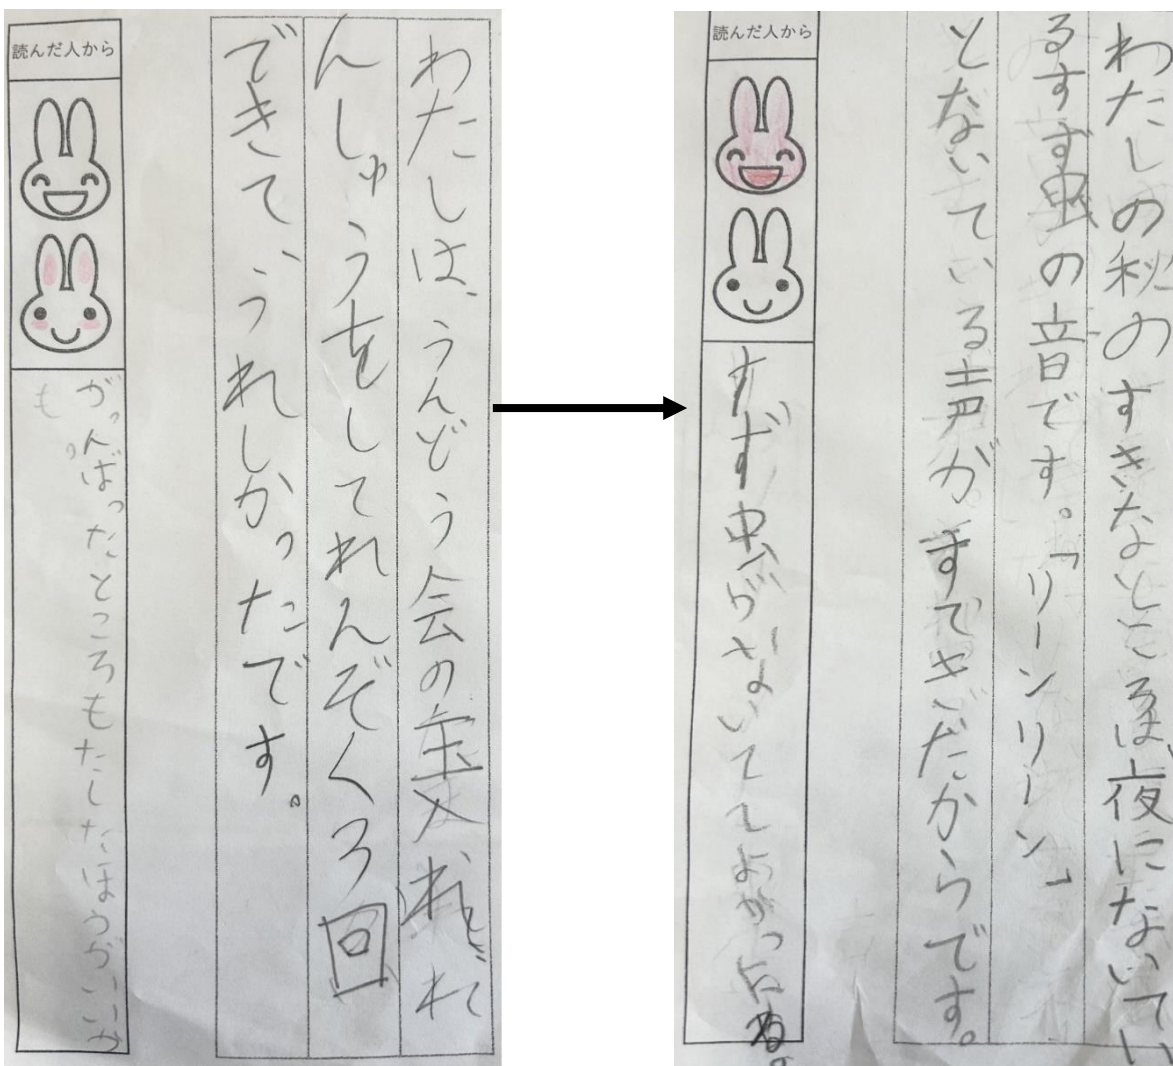 わたしは、うんどう会の宝入れをれ
んしゅうをしてれんぞく回
できて、うれしかったです。
読んだ人から
がっんばったところもたしたほうがいいか
も。
わたしの秋のすきなところは夜にないてい
るすず虫の音です。「リーンリーン」
とないている声がすてきだからです。
読んだ人から
すず虫がないててよかったね。